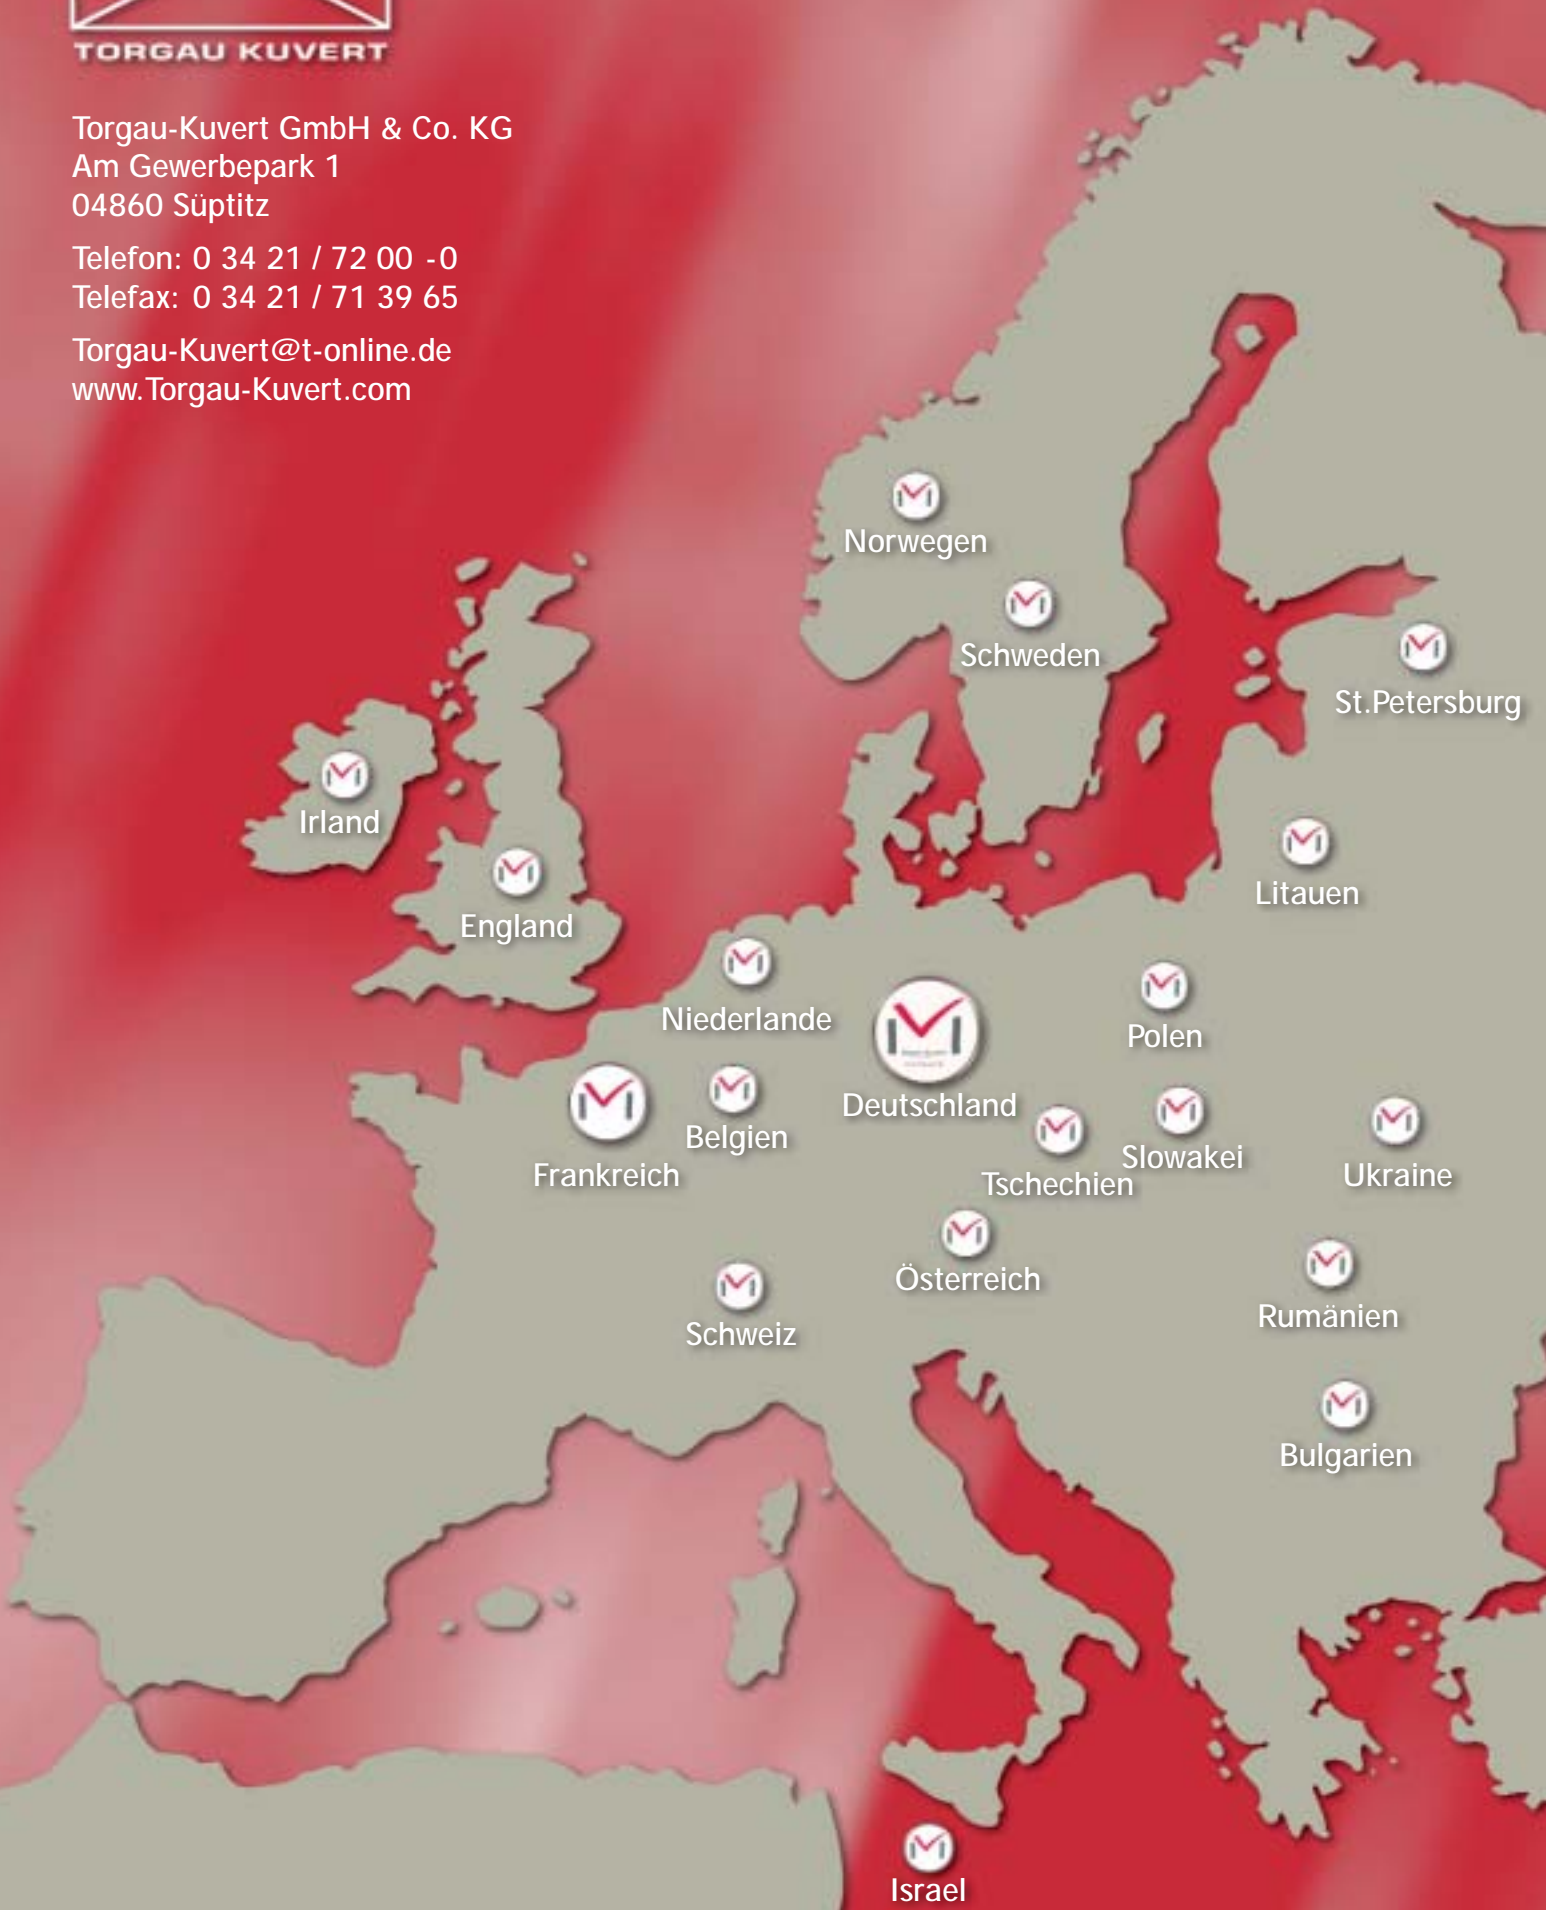 TORGAU KUVERT
Torgau-Kuvert GmbH & Co. KG
Am Gewerbepark 1
04860 Süptitz
Telefon: 0 34 21 / 72 00 - 0
Telefax: 0 34 21 / 71 39 65
Torgau-Kuvert@t-online.de
www.Torgau-Kuvert.com
Norwegen
Schweden
St.Petersburg
Irland
Litauen
England
Niederlande
Polen
Deutschland
Belgien
Slowakei
Frankreich
Tschechien
Ukraine
Österreich
Rumänien
Schweiz
Bulgarien
Israel